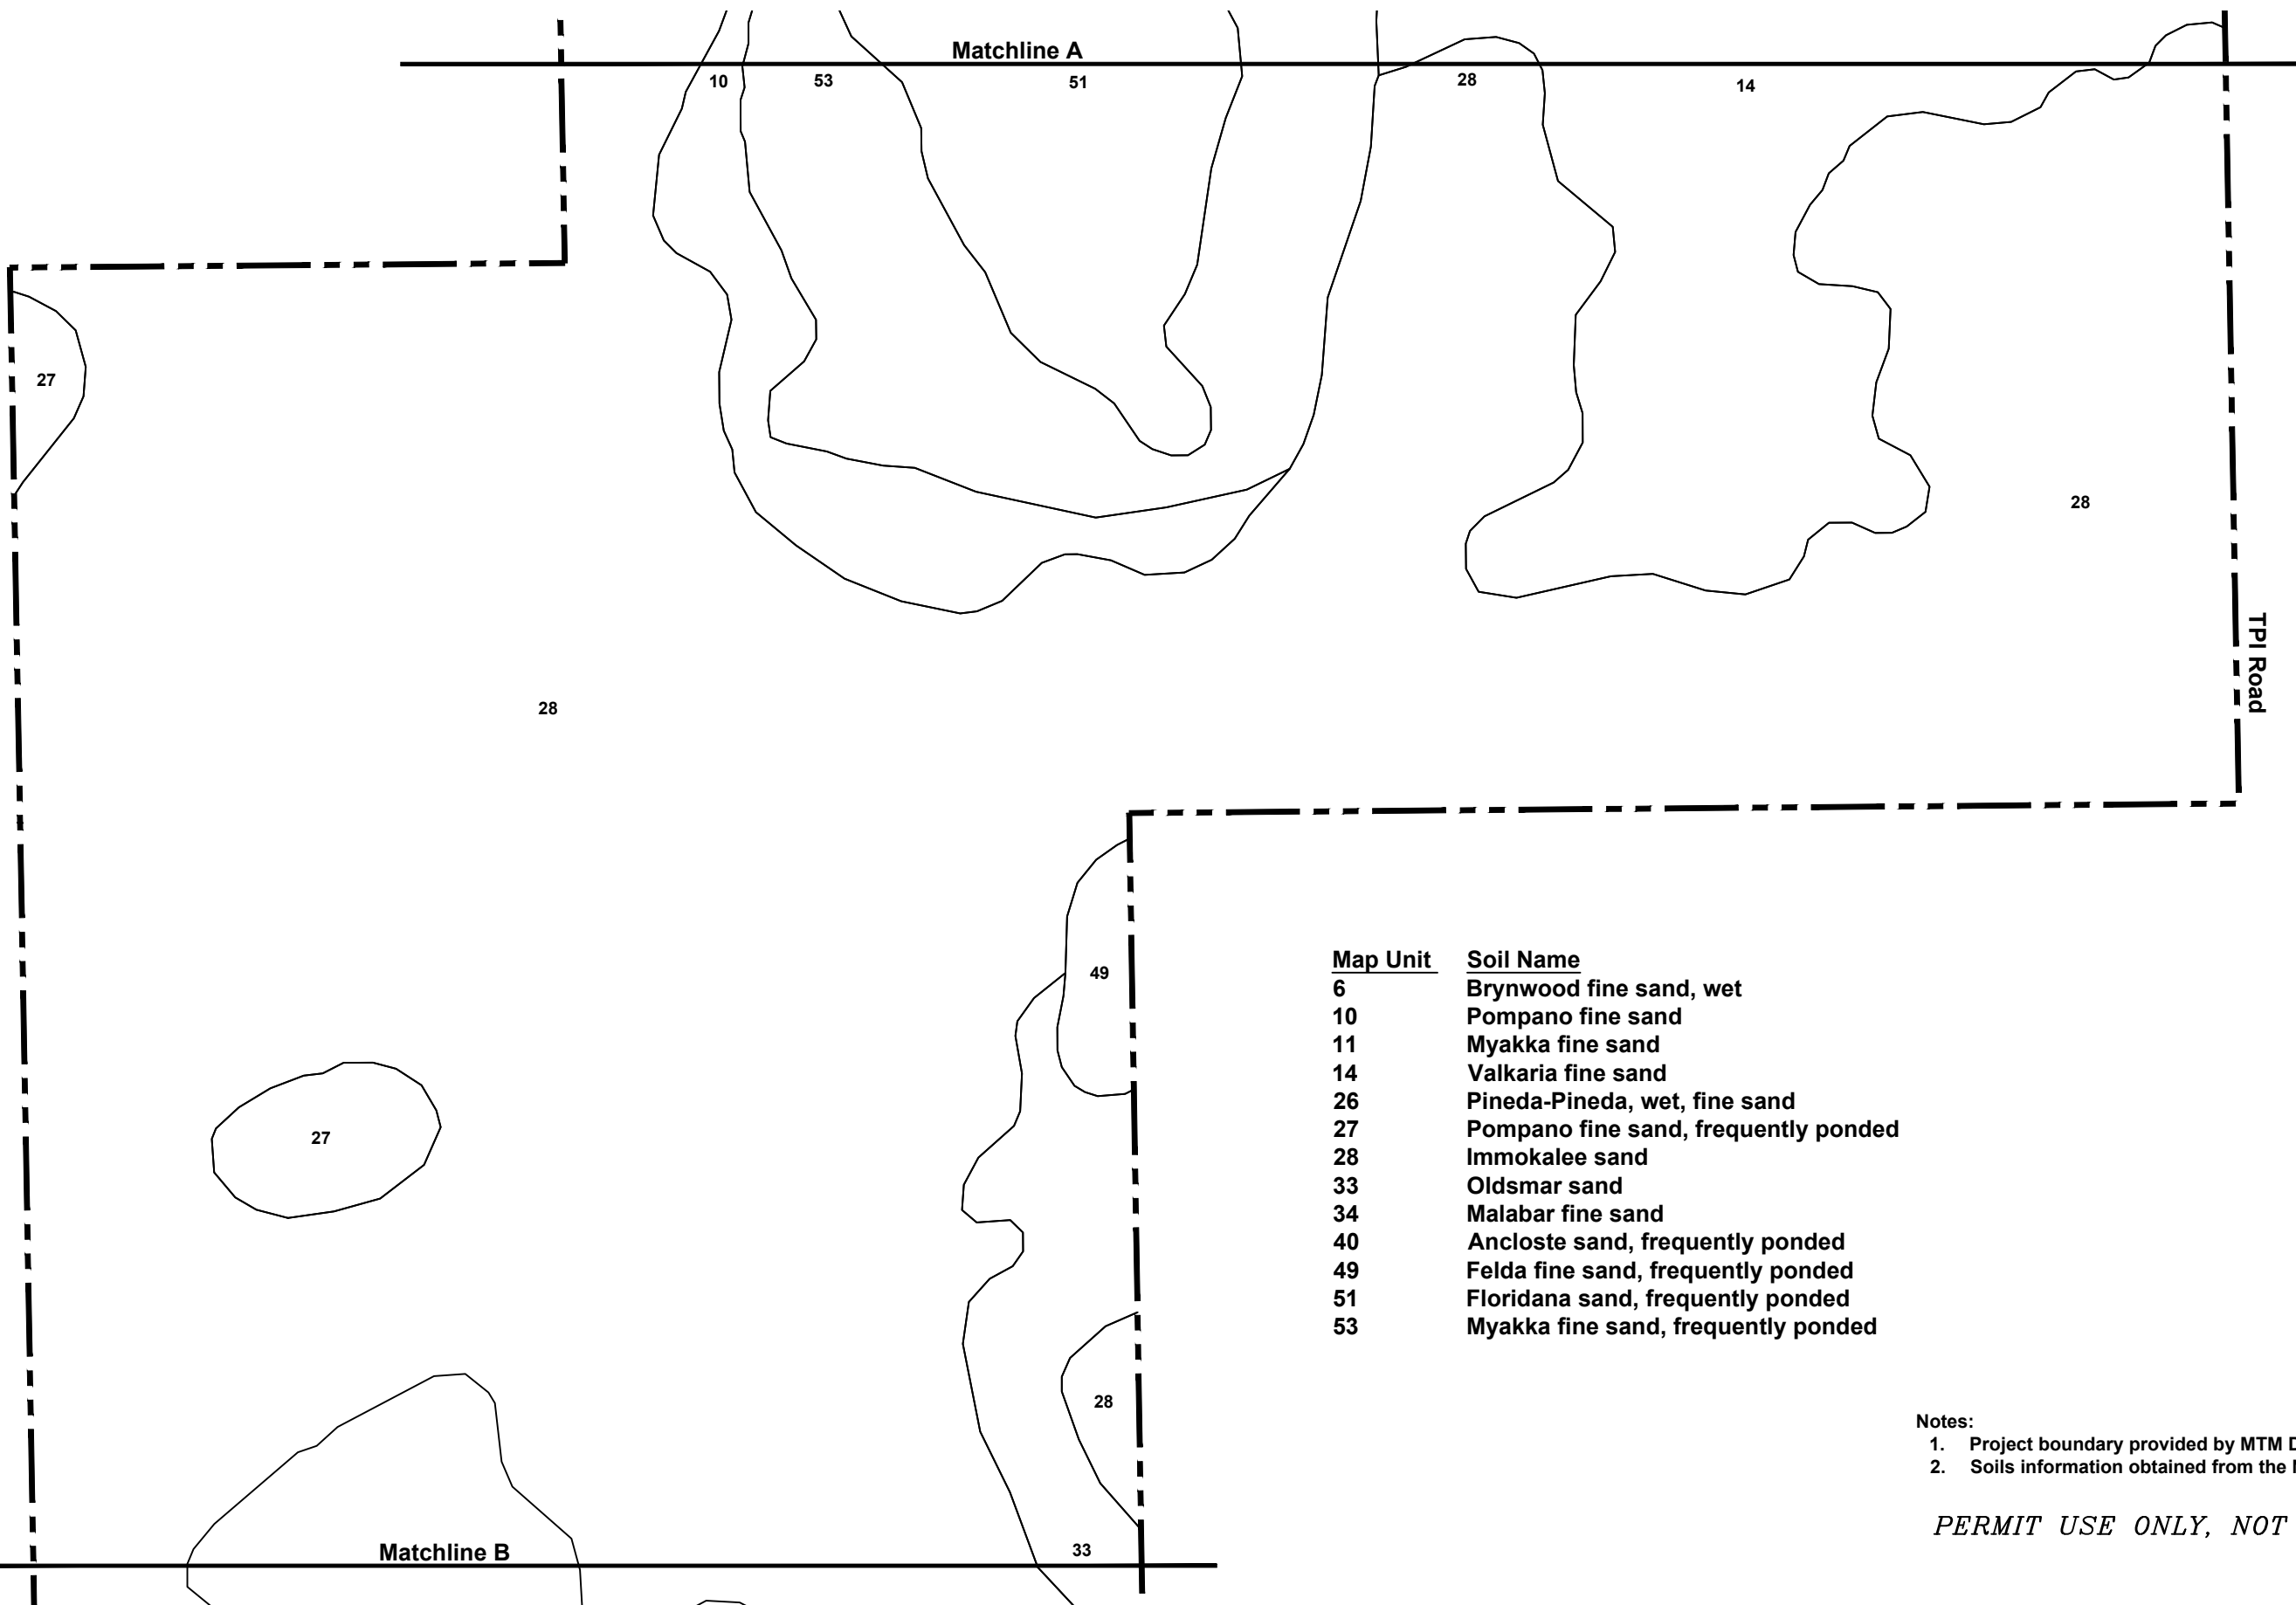 Matchline A
10
53
51
28
14
27
28
TPI Road
28
49
Map Unit Soil Name
6 Brynwood fine sand, wet
10 Pompano fine sand
11 Myakka fine sand
14 Valkaria fine sand
26 Pineda-Pineda, wet, fine sand
27 Pompano fine sand, frequently ponded
28 Immokalee sand
33 Oldsmar sand
34 Malabar fine sand
40 Ancloste sand, frequently ponded
49 Felda fine sand, frequently ponded
51 Floridana sand, frequently ponded
53 Myakka fine sand, frequently ponded
27
28
Notes:
1. Project boundary provided by MTM
2. Soils information obtained from the
PERMIT USE ONLY, NOT
Matchline B
33